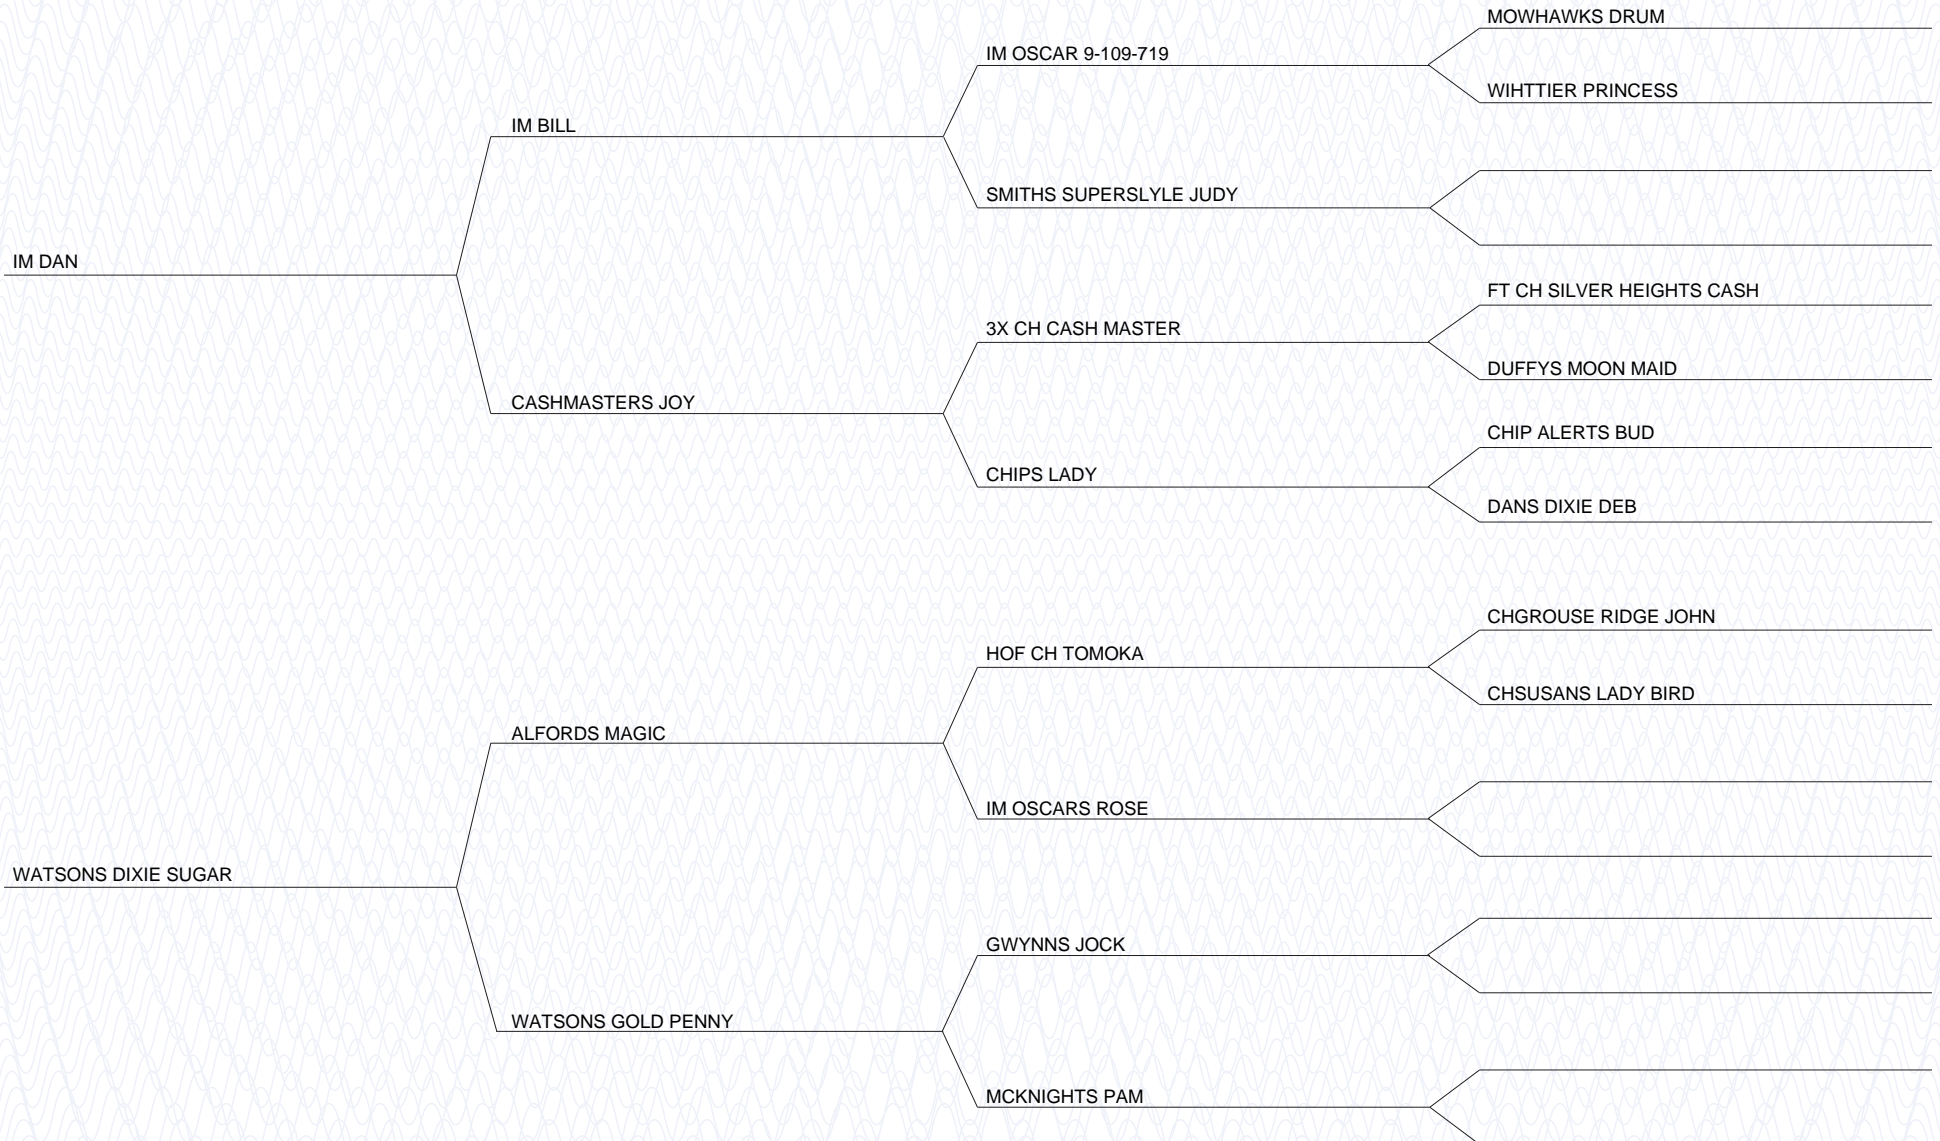 MOWHAWKS DRUM
IM OSCAR 9-109-719
WIHTTIER PRINCESS
IM BILL
SMITHS SUPERSLYLE JUDY
IM DAN
FT CH SILVER HEIGHTS CASH
3X CH CASH MASTER
DUFFYS MOON MAID
CASHMASTERS JOY
CHIP ALERTS BUD
CHIPS LADY
DANS DIXIE DEB
CHGROUSE RIDGE JOHN
HOF CH TOMOKA
CHSUSANS LADY BIRD
ALFORDS MAGIC
IM OSCARS ROSE
WATSONS DIXIE SUGAR
GWYNNS JOCK
WATSONS GOLD PENNY
MCKNIGHTS PAM